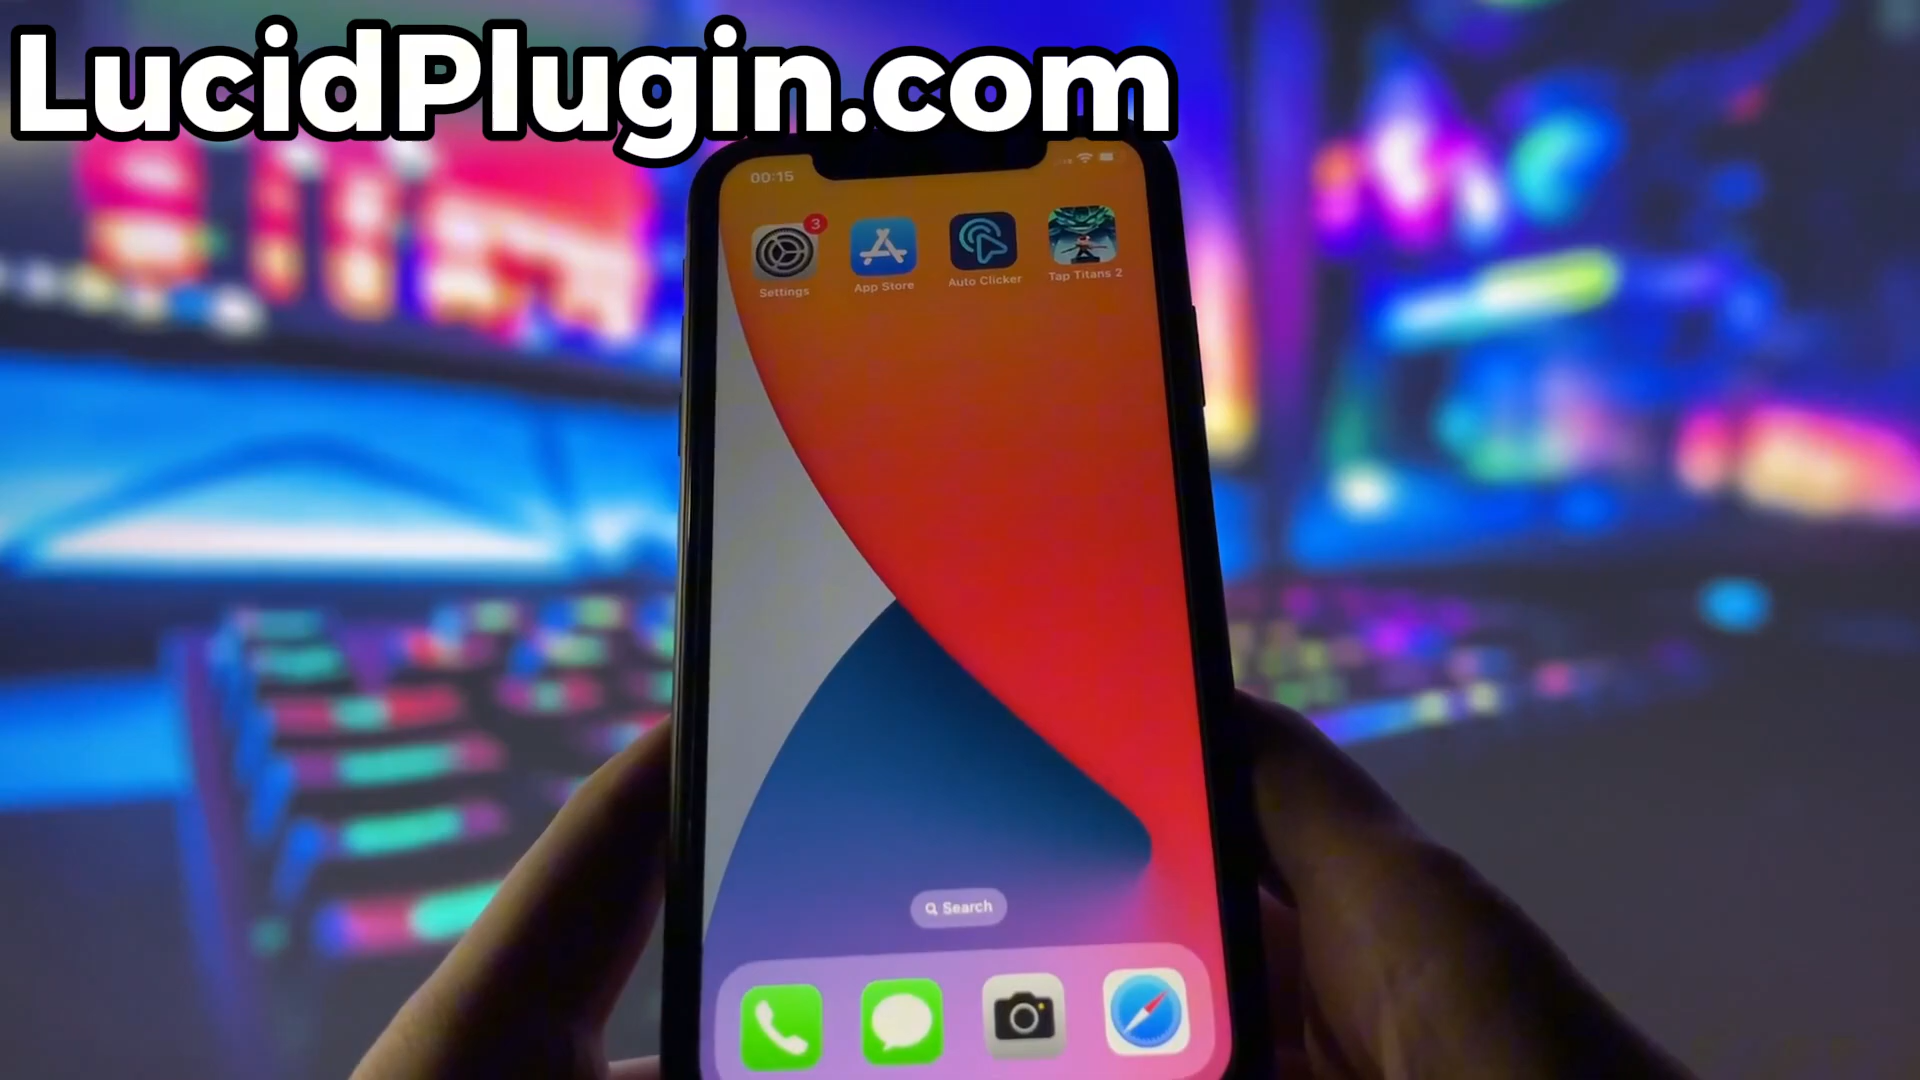 LucidPlugin.com
00:15
3
Settings
App Store
Auto Clicker
Tap Titans 2
Search